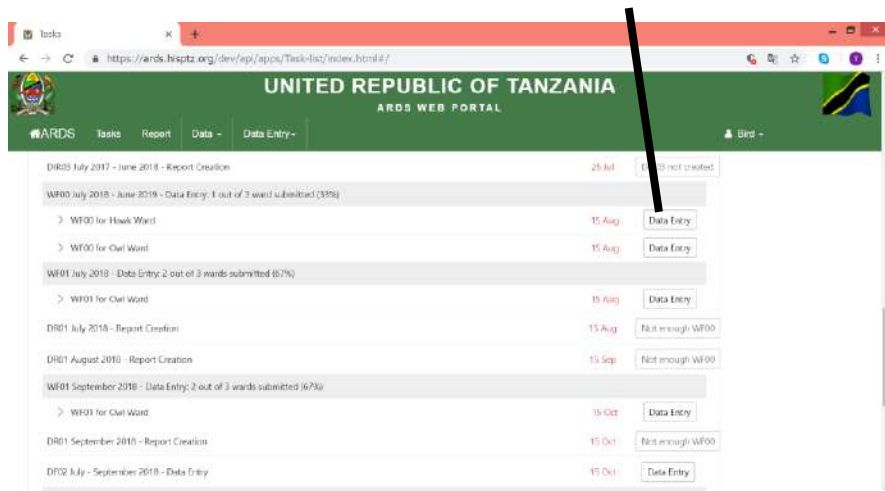 Tasks
https://ards.hisptz.org/dev/api/apps/Task-list/index.html#/
UNITED REPUBLIC OF TANZANIA
ARDS WEB PORTAL
ARDS Tasks Report Data Data Entry Bird
DIR03 July 2017 - June 2018 - Report Creation 25 Jul not created
WF00 July 2018 - June 2019 - Data Entry: 1 out of 3 ward submitted (33%)
WF00 for Hawk Ward 15 Aug Data Entry
WF00 for Owl Ward 15 Aug Data Entry
WF01 July 2018 - Data Entry: 2 out of 3 wards submitted (67%)
WF01 for Owl Ward 15 Aug Data Entry
DR01 July 2018 - Report Creation 15 Aug Not enough WF00
DR01 August 2018 - Report Creation 15 Sep Not enough WF00
WF01 September 2018 - Data Entry: 2 out of 3 wards submitted (67%)
WF01 for Owl Ward 15 Oct Data Entry
DR01 September 2018 - Report Creation 15 Oct Not enough WF00
DF02 July - September 2018 - Data Entry 15 Oct Data Entry